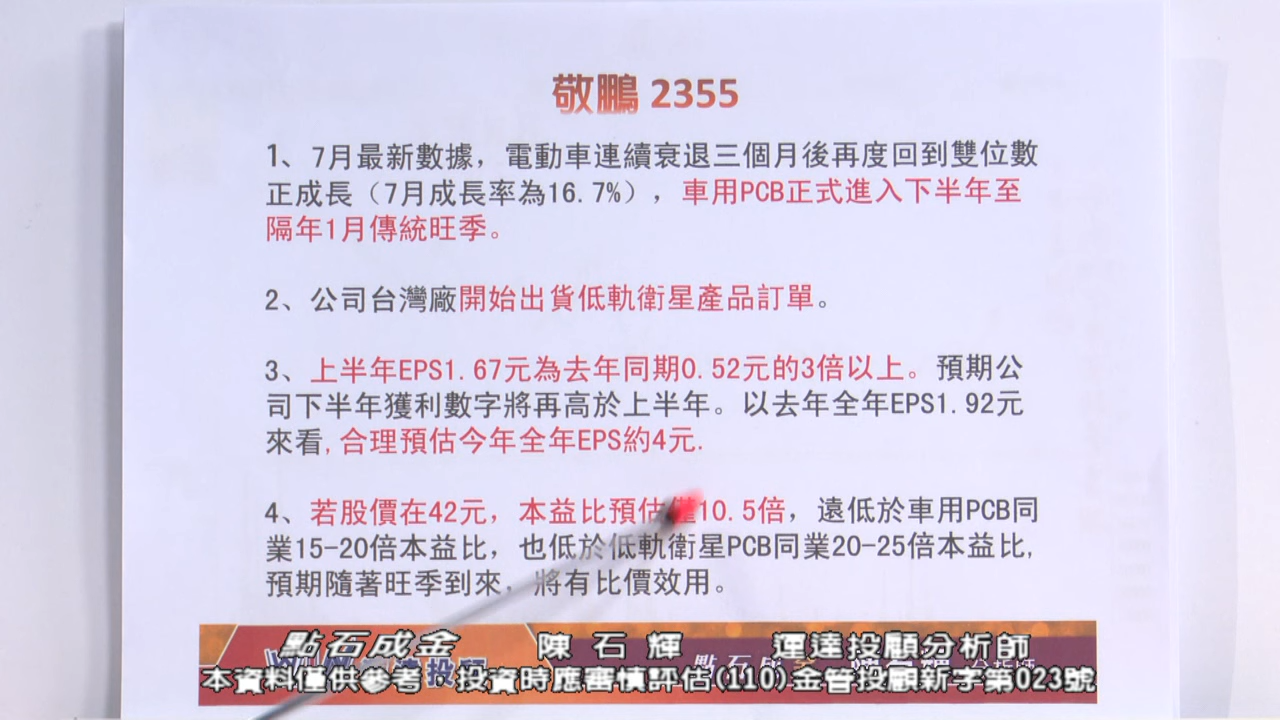 敬鵬 2355
1、7月最新數據，電動車連續衰退三個月後再度回到雙位數
正成長（7月成長率為16.7%），車用PCB正式進入下半年至
隔年1月傳統旺季。
2、公司台灣廠開始出貨低軌衛星產品訂單。
3、上半年EPS1.67元為去年同期0.52元的3倍以上。預期公
司下半年獲利數字將再高於上半年。以去年全年EPS1.92元
來看,合理預估今年全年EPS約4元.
4、若股價在42元，本益比預估僅10.5倍，遠低於車用PCB同
業15-20倍本益比，也低於低軌衛星PCB同業20-25倍本益比,
預期隨著旺季到來，將有比價效用。
點石成金 陳石輝 運達投顧分析師
本資料僅供參考 投資時應審慎評估(110)金管投顧新字第023號